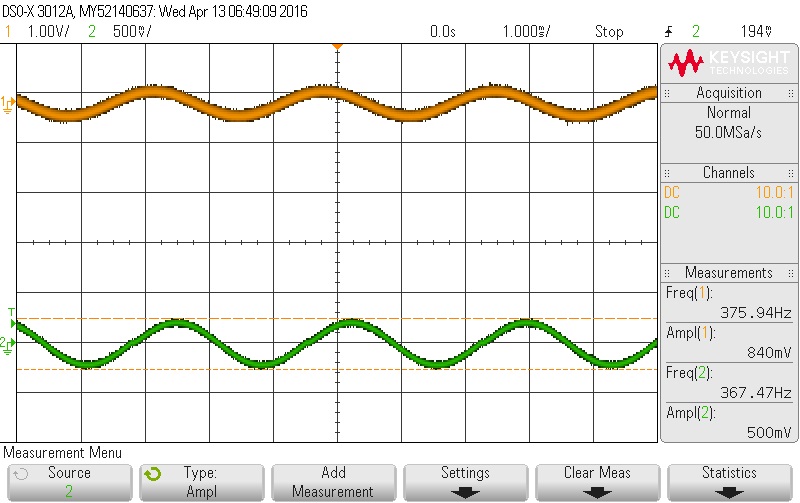 DSO-X 3012A, MY52140637: Wed Apr 13 06:49:09 2016
1 1.00V/ 2 500mV/ 0.0s 1.000ms/ Stop 2 194mV
KEYSIGHT
TECHNOLOGIES
Acquisition
Normal
50.0MSa/s
Channels
DC 10.0:1
DC 10.0:1
Measurements
Freq(1):
375.94Hz
Ampl(1):
840mV
Freq(2):
367.47Hz
Ampl(2):
500mV
1
T
2
Measurement Menu
Source
2
Type:
Ampl
Add
Measurement
Settings
Clear Meas
Statistics